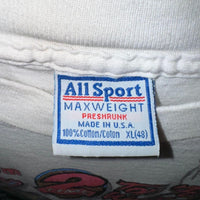 All Sport
MAXWEIGHT
PRESHRUNK
MADE IN U.S.A.
100% Cotton/Coton XL(48)